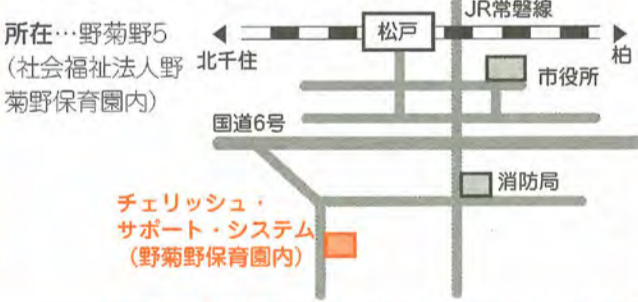 所在…野菊野5
(社会福祉法人野
菊野保育園内)
JR常磐線
松戸
北千住
柏
市役所
国道6号
消防局
チェリッシュ・
サポート・システム
(野菊野保育園内)